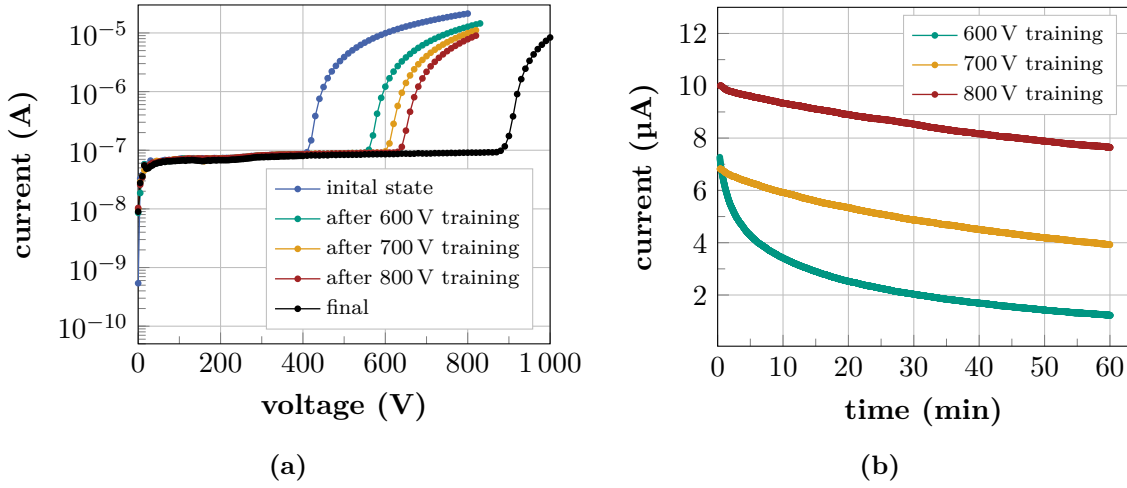 10⁻⁵
10⁻⁶
10⁻⁷
10⁻⁸
10⁻⁹
10⁻¹⁰
current (A)
inital state
after 600 V training
after 700 V training
after 800 V training
final
0 200 400 600 800 1 000
voltage (V)
(a)
12
10
8
6
4
2
current (µA)
600 V training
700 V training
800 V training
0 10 20 30 40 50 60
time (min)
(b)